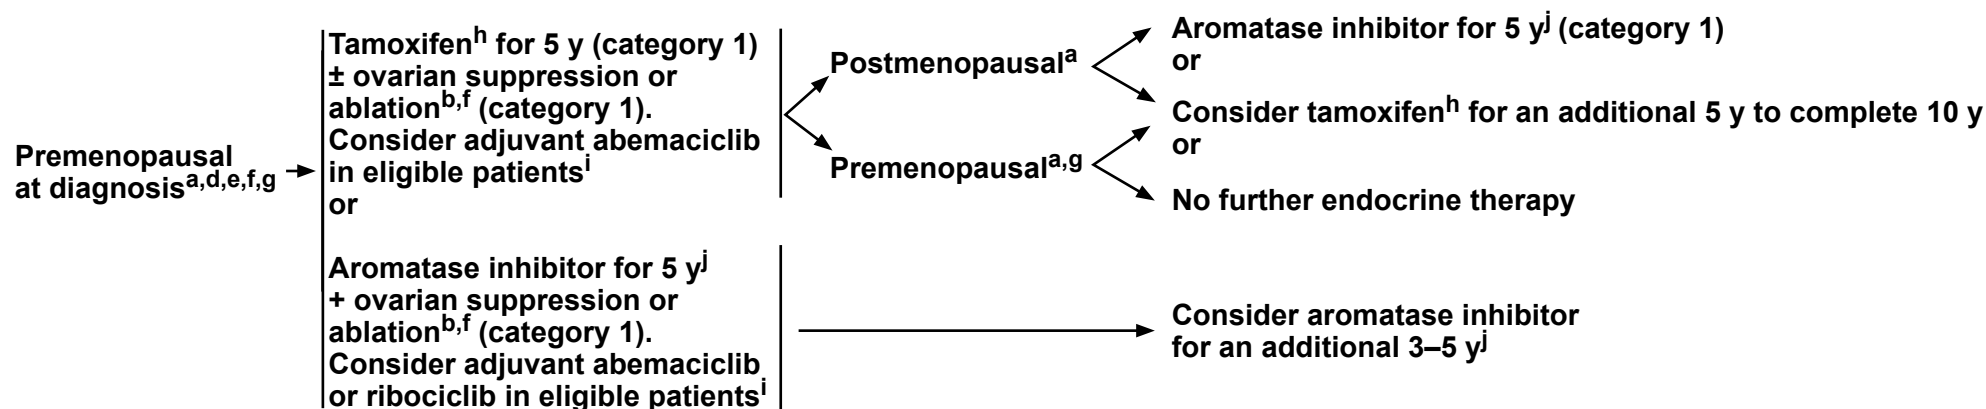 Premenopausal
at diagnosisa,d,e,f,g
Tamoxifenh for 5 y (category 1)
± ovarian suppression or
ablationb,f (category 1).
Consider adjuvant abemaciclib
in eligible patientsi
or
Aromatase inhibitor for 5 yj
+ ovarian suppression or
ablationb,f (category 1).
Consider adjuvant abemaciclib
or ribociclib in eligible patientsi
Postmenopausala
Premenopausala,g
Aromatase inhibitor for 5 yj (category 1)
or
Consider tamoxifenh for an additional 5 y to complete 10 y
or
No further endocrine therapy
Consider aromatase inhibitor
for an additional 3–5 yj